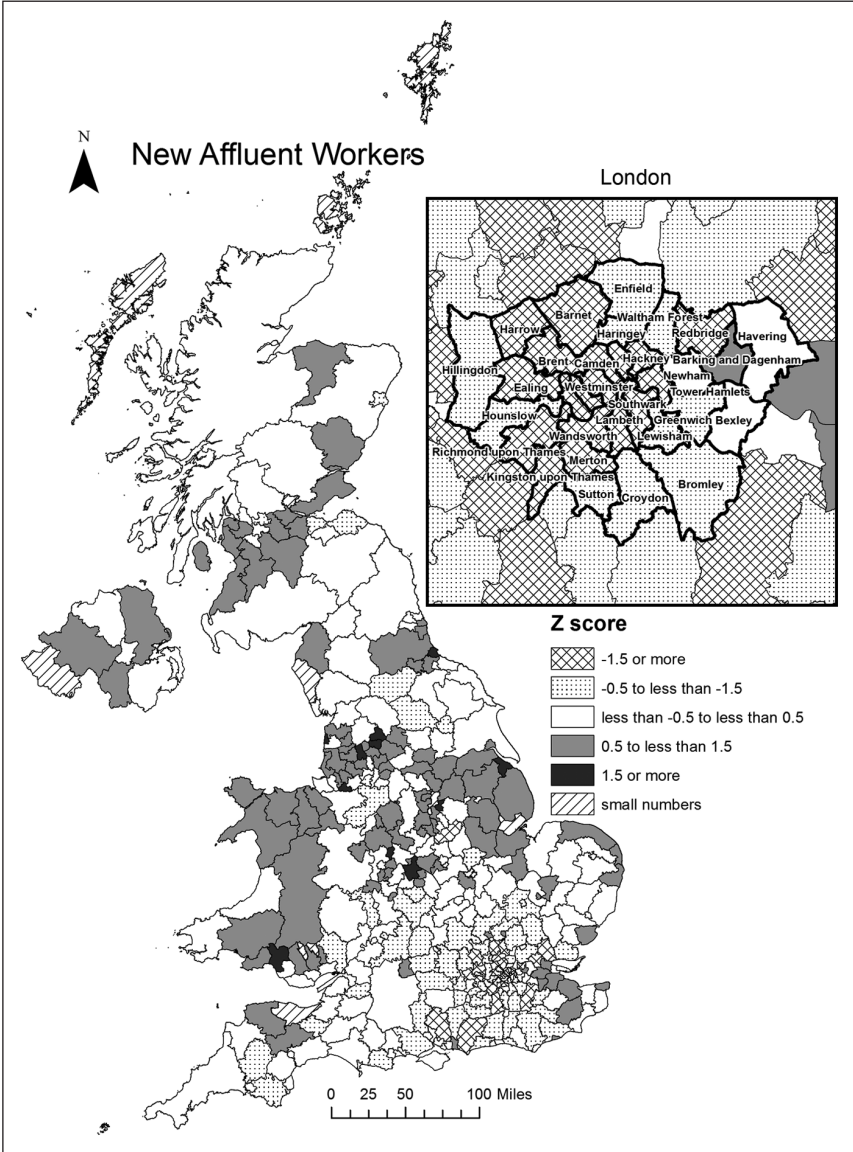 N
New Affluent Workers
London
Enfield
Barnet
Waltham Forest
Harrow
Haringey
Redbridge
Havering
Hillingdon
Brent
Camden
Hackney
Barking and Dagenham
Newham
Ealing
Westminster
Tower Hamlets
Southwark
Hounslow
Lambeth
Greenwich
Bexley
Wandsworth
Lewisham
Richmond upon Thames
Merton
Kingston upon Thames
Bromley
Sutton
Croydon
Z score
-1.5 or more
-0.5 to less than -1.5
less than -0.5 to less than 0.5
0.5 to less than 1.5
1.5 or more
small numbers
0 25 50 100 Miles